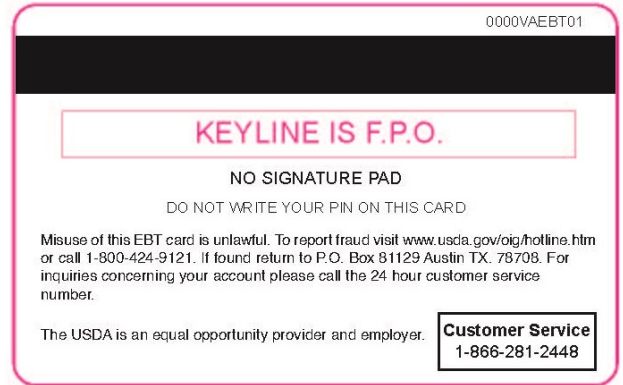 0000VAEBT01
KEYLINE IS F.P.O.
NO SIGNATURE PAD
DO NOT WRITE YOUR PIN ON THIS CARD
Misuse of this EBT card is unlawful. To report fraud visit www.usda.gov/oig/hotline.htm
or call 1-800-424-9121. If found return to P.O. Box 81129 Austin TX. 78708. For
inquiries concerning your account please call the 24 hour customer service
number.
The USDA is an equal opportunity provider and employer.
Customer Service
1-866-281-2448